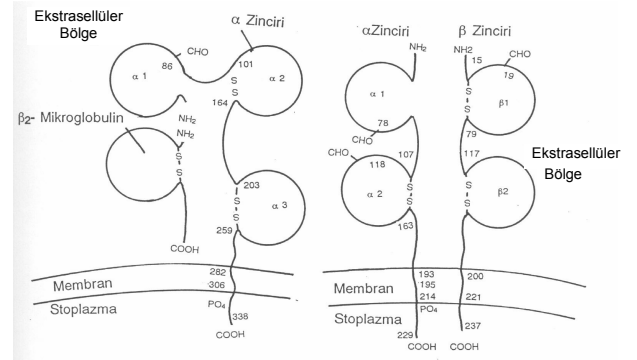 Ekstrasellüler
Bölge
α Zinciri
CHO
86
101
α 1
α 2
S
S
164
NH₂
NH₂
β2- Mikroglobulin
S
S
203
S
S
α 3
259
COOH
282
Membran
306
Stoplazma
PO₄
338
COOH
αZinciri
β Zinciri
NH₂
NH2
15
CHO
19
α 1
S
S
β1
78
79
CHO
CHO
107
117
118
Ekstrasellüler
Bölge
α 2
S
S
S
S
β2
163
193
200
Membran
195
214
221
Stoplazma
PO₄
229
237
COOH
COOH